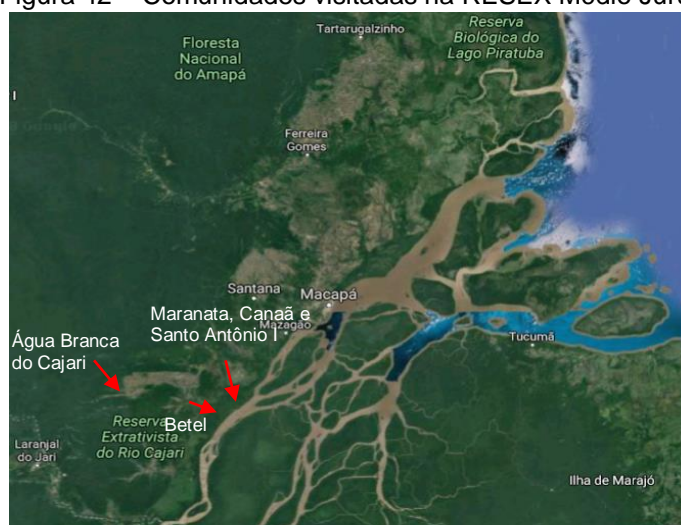 Figura 42 – Comunidades visitadas na RESEX Médio Juru
Tartarugalzinho
Reserva
Biológica do
Lago Piratuba
Floresta
Nacional
do Amapá
Ferreira
Gomes
Santana
Macapá
Mazagão
Maranata, Canaã e
Santo Antônio I
Água Branca
do Cajari
Betel
Tucumã
Reserva
Extrativista
do Rio Cajari
Laranjal
do Jari
Ilha de Marajó